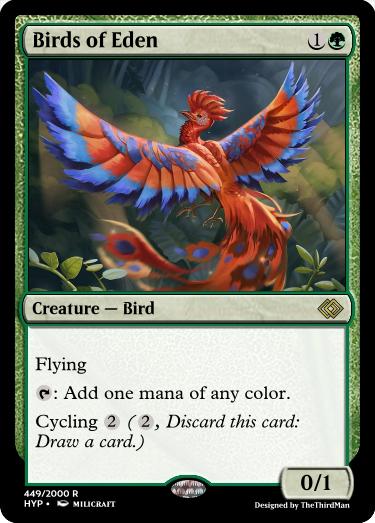 Birds of Eden 1
Creature — Bird
Flying
: Add one mana of any color.
Cycling 2 ( 2, Discard this card:
Draw a card.)
0/1
449/2000 R
HYP • MILICRAFT
Designed by TheThirdMan